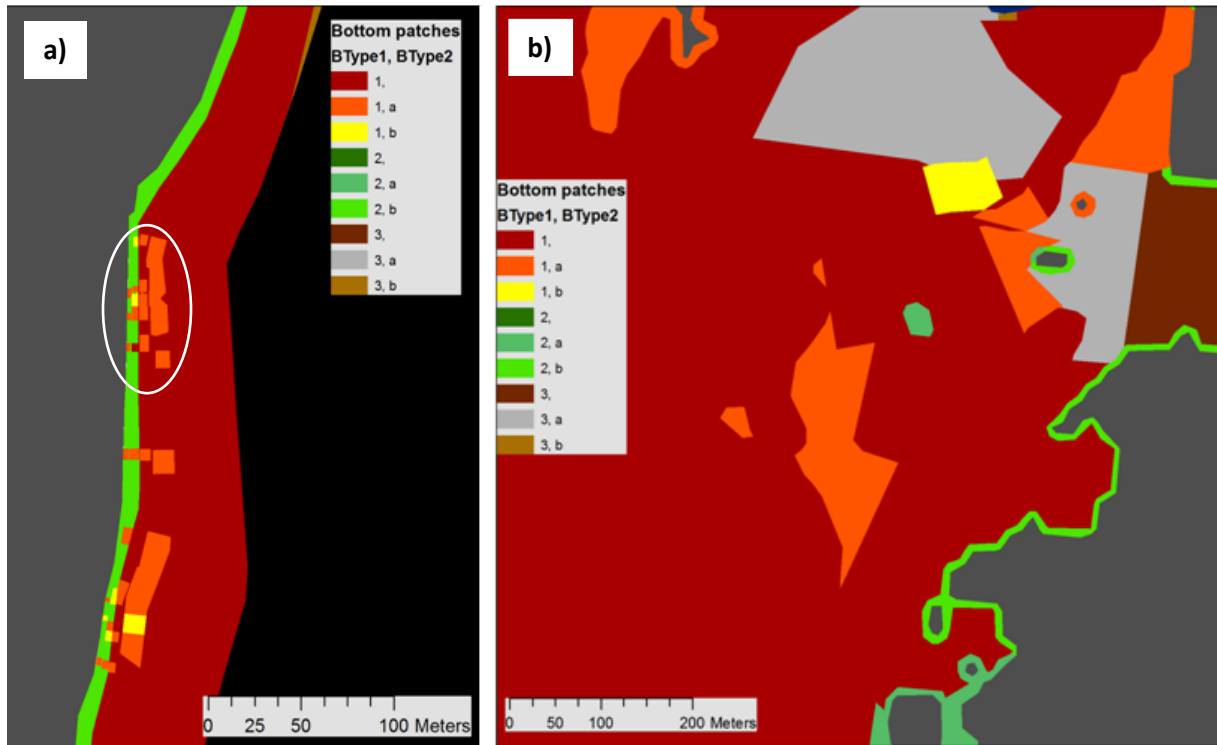 a)
Bottom patches
BType1, BType2
1,
1, a
1, b
2,
2, a
2, b
3,
3, a
3, b
0 25 50 100 Meters
b)
Bottom patches
BType1, BType2
1,
1, a
1, b
2,
2, a
2, b
3,
3, a
3, b
0 50 100 200 Meters